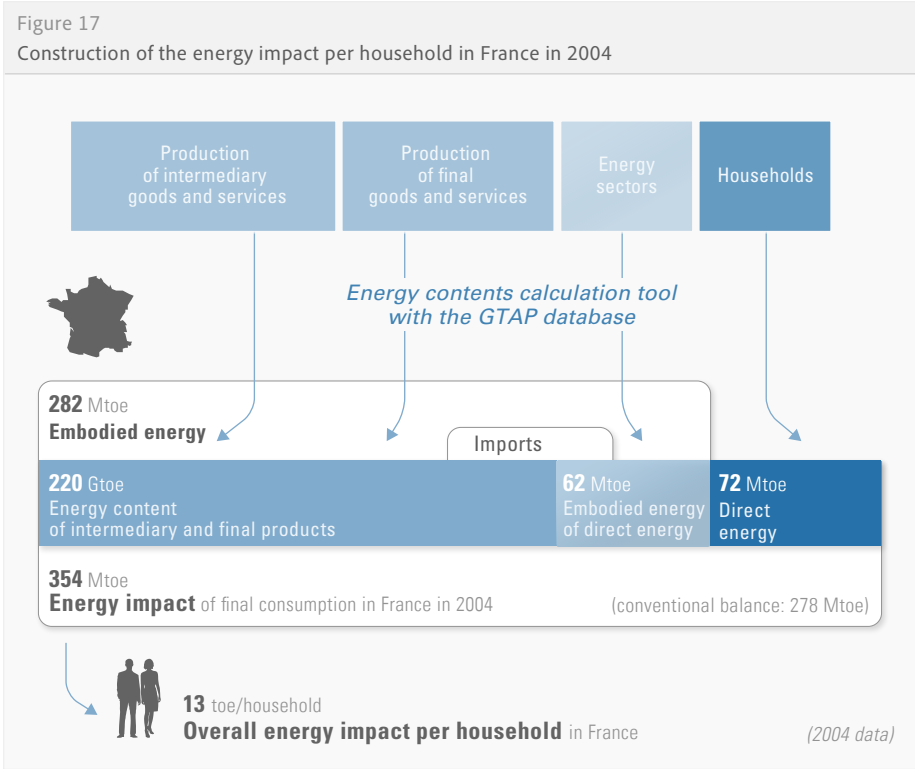 Figure 17
Construction of the energy impact per household in France in 2004
Production
of intermediary
goods and services
Production
of final
goods and services
Energy
sectors
Households
Energy contents calculation tool
with the GTAP database
282 Mtoe
Embodied energy
Imports
220 Gtoe
Energy content
of intermediary and final products
62 Mtoe
Embodied energy
of direct energy
72 Mtoe
Direct
energy
354 Mtoe
Energy impact of final consumption in France in 2004
(conventional balance: 278 Mtoe)
13 toe/household
Overall energy impact per household in France
(2004 data)